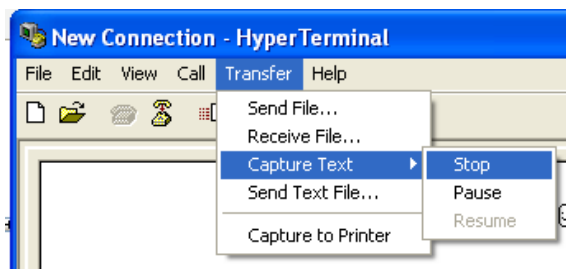 New Connection - HyperTerminal
File Edit View Call Transfer Help
Send File...
Receive File...
Capture Text
Stop
Send Text File...
Pause
Resume
Capture to Printer